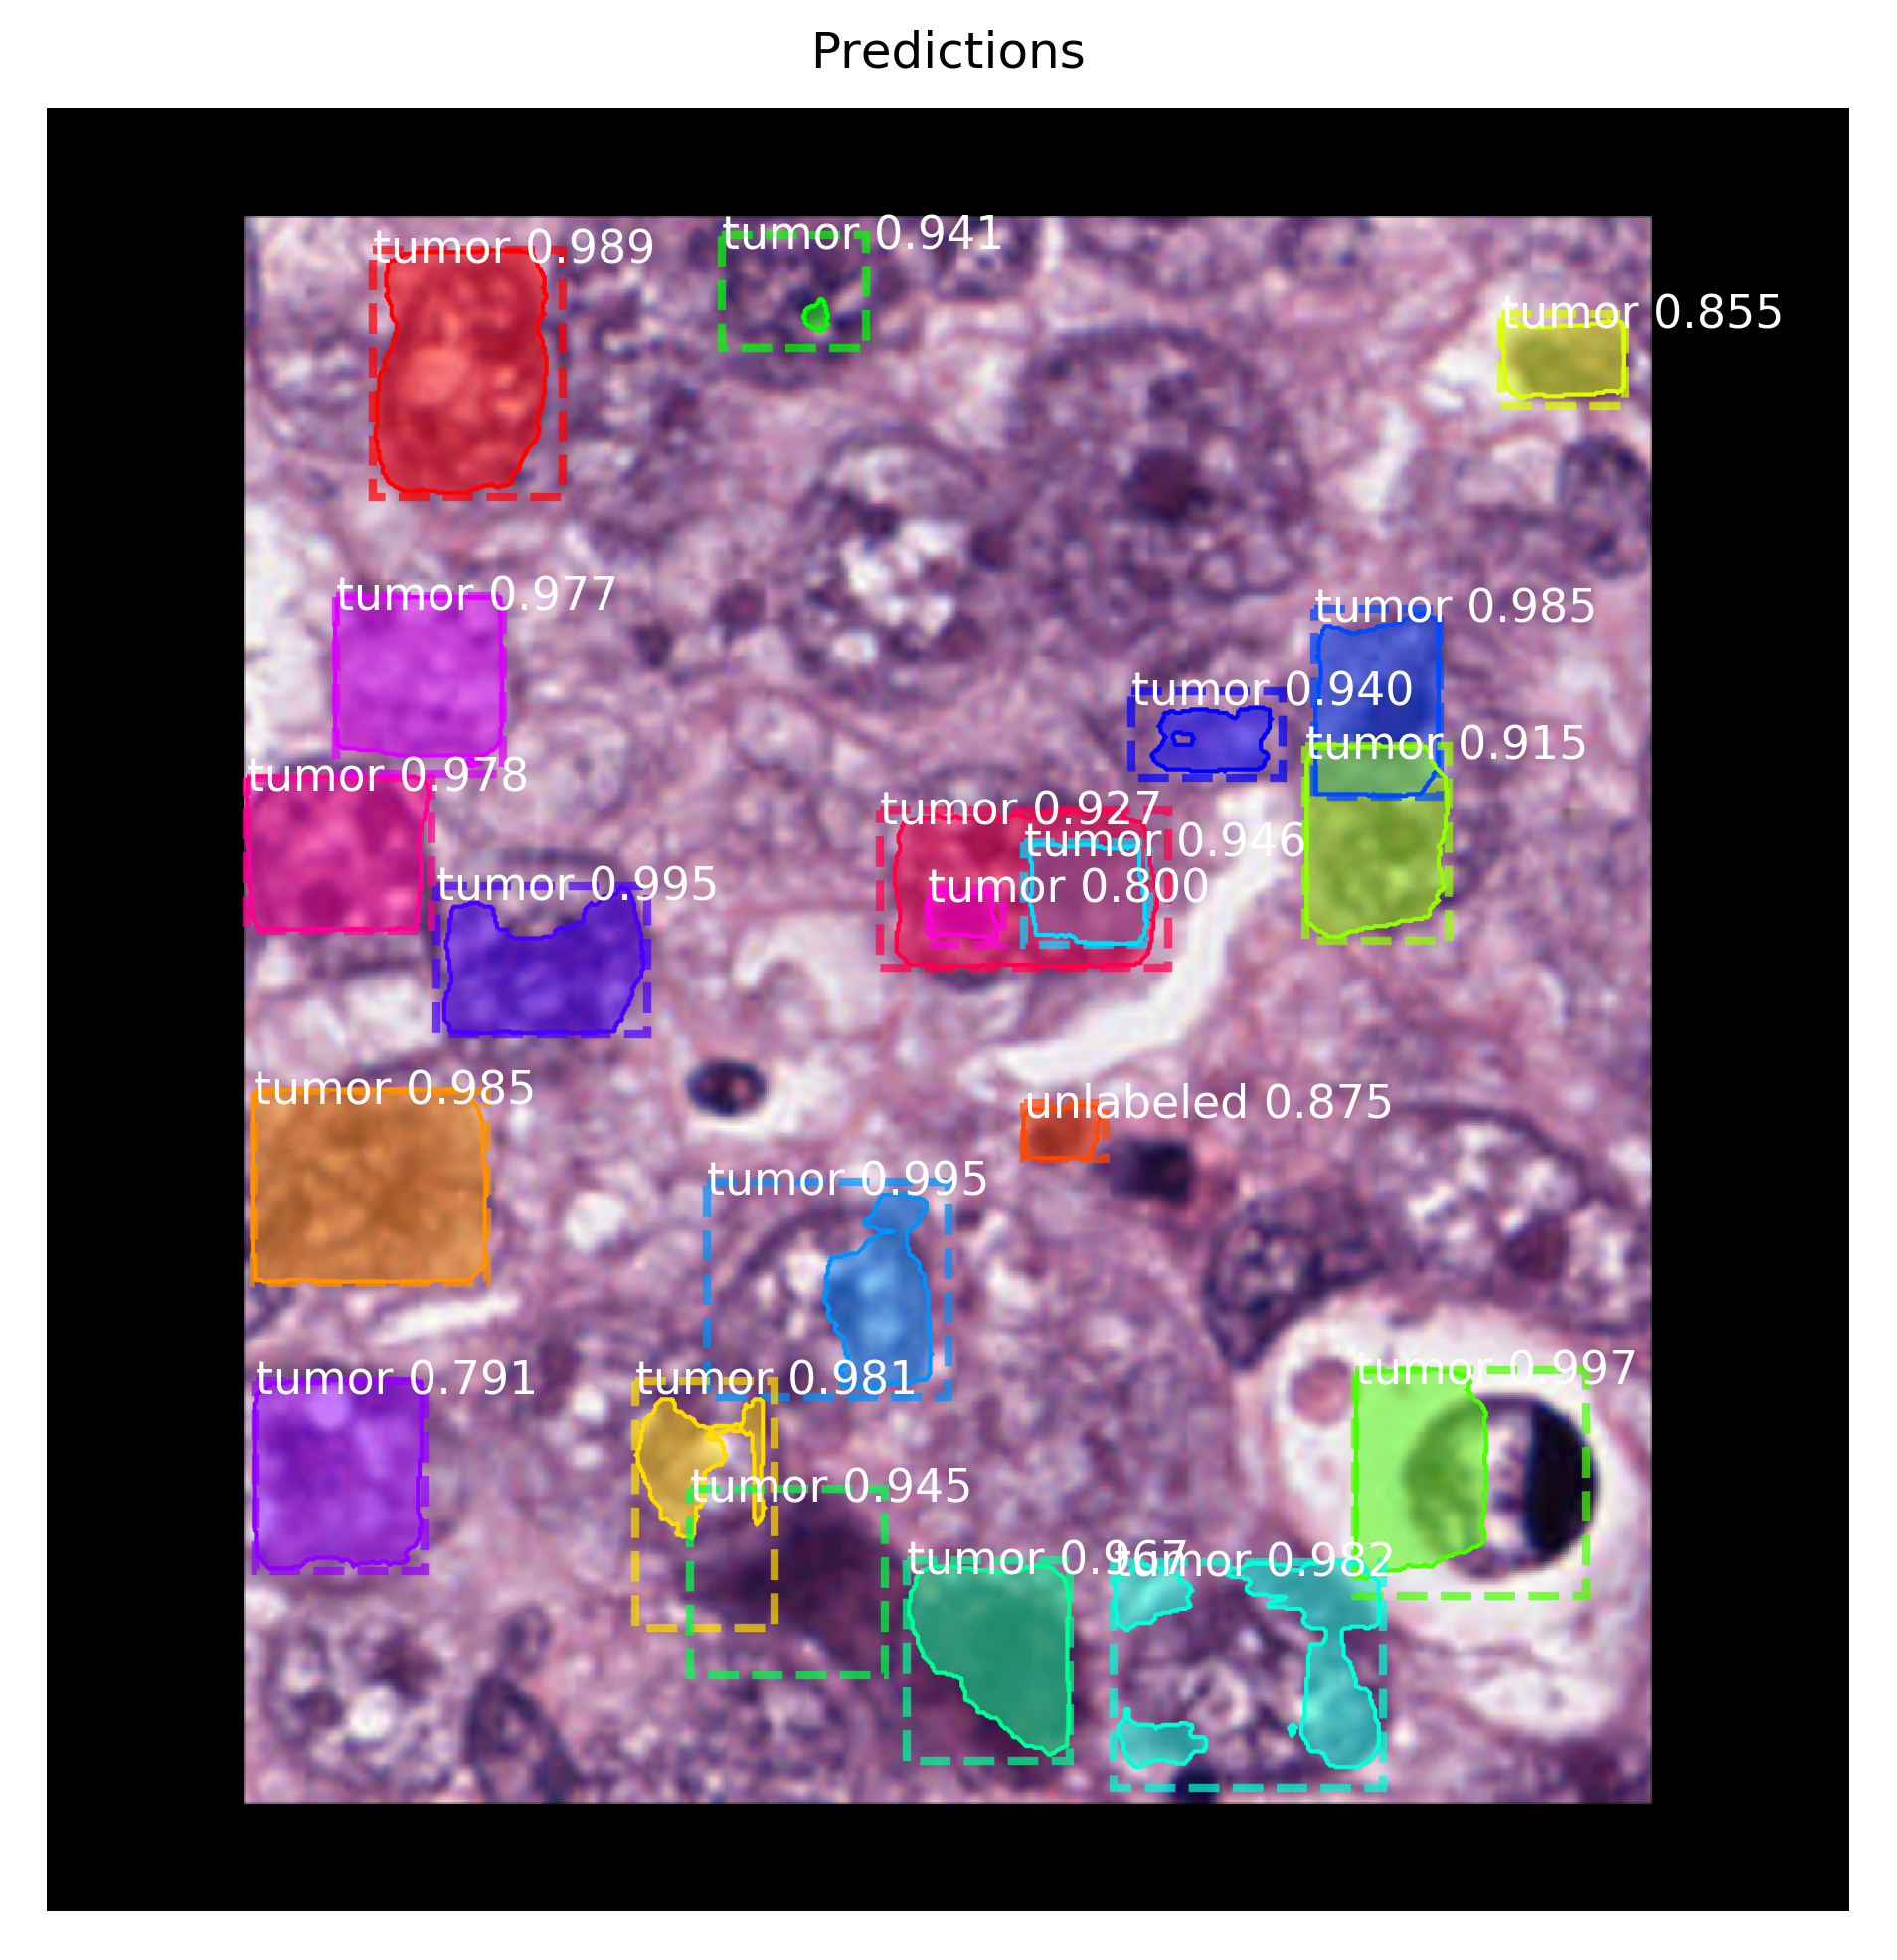 Predictions
tumor 0.989
tumor 0.941
tumor 0.855
tumor 0.977
tumor 0.985
tumor 0.940
tumor 0.915
tumor 0.978
tumor 0.927
tumor 0.946
tumor 0.995
tumor 0.800
tumor 0.985
unlabeled 0.875
tumor 0.995
tumor 0.791
tumor 0.981
tumor 0.997
tumor 0.945
tumor 0.967
tumor 0.982